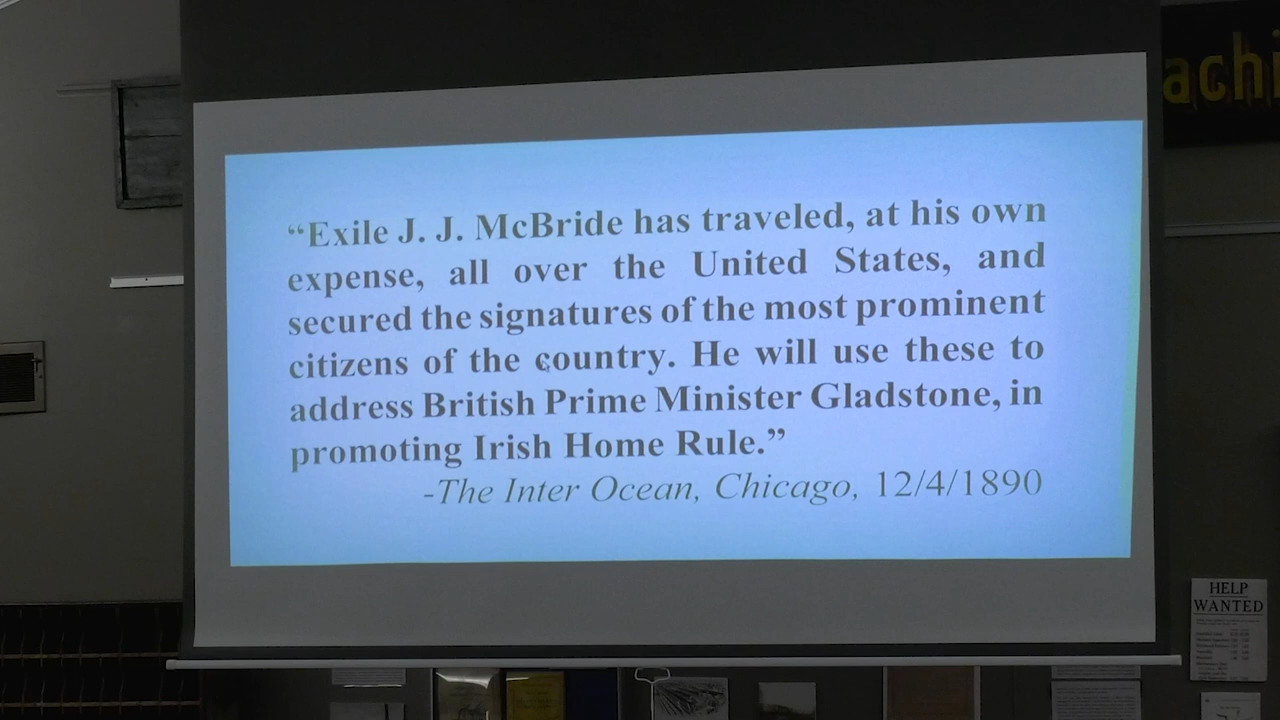 “Exile J. J. McBride has traveled, at his own
expense, all over the United States, and
secured the signatures of the most prominent
citizens of the country. He will use these to
address British Prime Minister Gladstone, in
promoting Irish Home Rule.”
-The Inter Ocean, Chicago, 12/4/1890
achi
HELP
WANTED